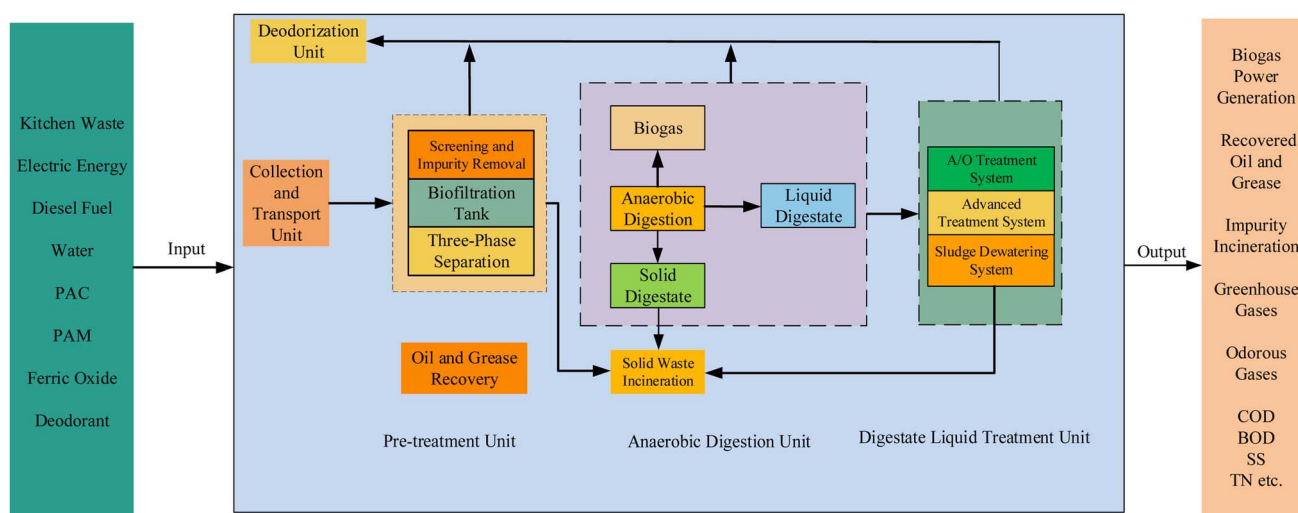 Kitchen Waste
Electric Energy
Diesel Fuel
Water
PAC
PAM
Ferric Oxide
Deodorant
Input
Deodorization
Unit
Collection
and
Transport
Unit
Screening and
Impurity Removal
Biofiltration
Tank
Three-Phase
Separation
Oil and Grease
Recovery
Pre-treatment Unit
Biogas
Anaerobic
Digestion
Liquid
Digestate
Solid
Digestate
Solid Waste
Incineration
Anaerobic Digestion Unit
A/O Treatment
System
Advanced
Treatment System
Sludge Dewatering
System
Digestate Liquid Treatment Unit
Output
Biogas
Power
Generation
Recovered
Oil and
Grease
Impurity
Incineration
Greenhouse
Gases
Odorous
Gases
COD
BOD
SS
TN etc.